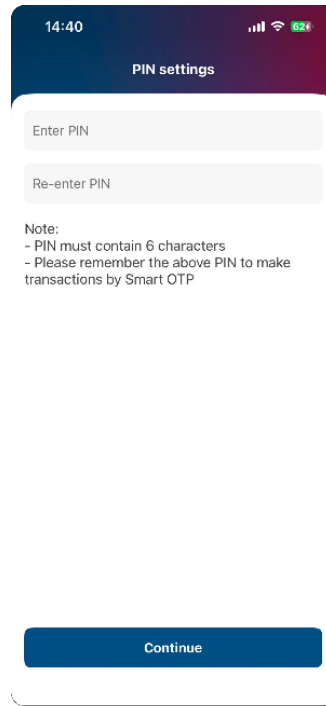 14:40
62
PIN settings
Enter PIN
Re-enter PIN
Note:
- PIN must contain 6 characters
- Please remember the above PIN to make
transactions by Smart OTP
Continue